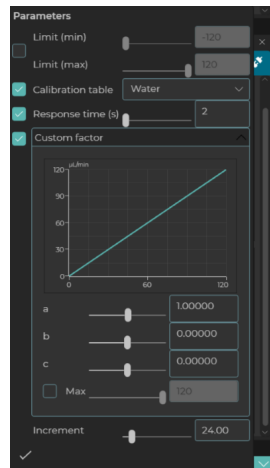 Parameters
Limit (min) -120
Limit (max) 120
Calibration table Water
Response time (s) 2
Custom factor
µL/min
120
90
60
30
0
0 60 120
a 1.00000
b 0.00000
c 0.00000
Max 120
Increment 24.00